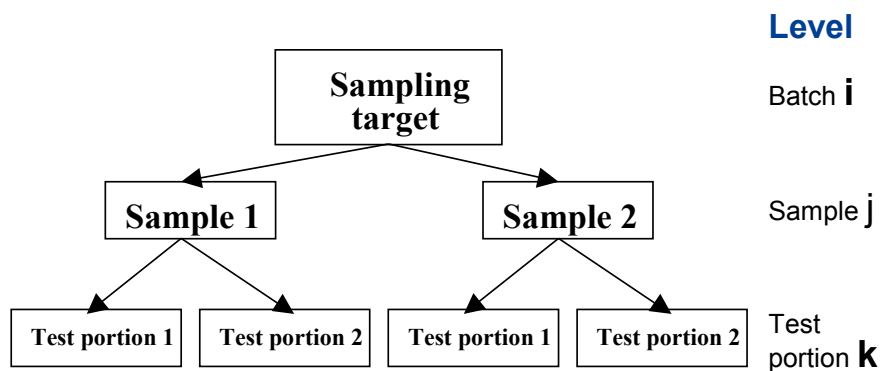 Level
Sampling
target
Batch i
Sample 1
Sample 2
Sample j
Test portion 1
Test portion 2
Test portion 1
Test portion 2
Test
portion k